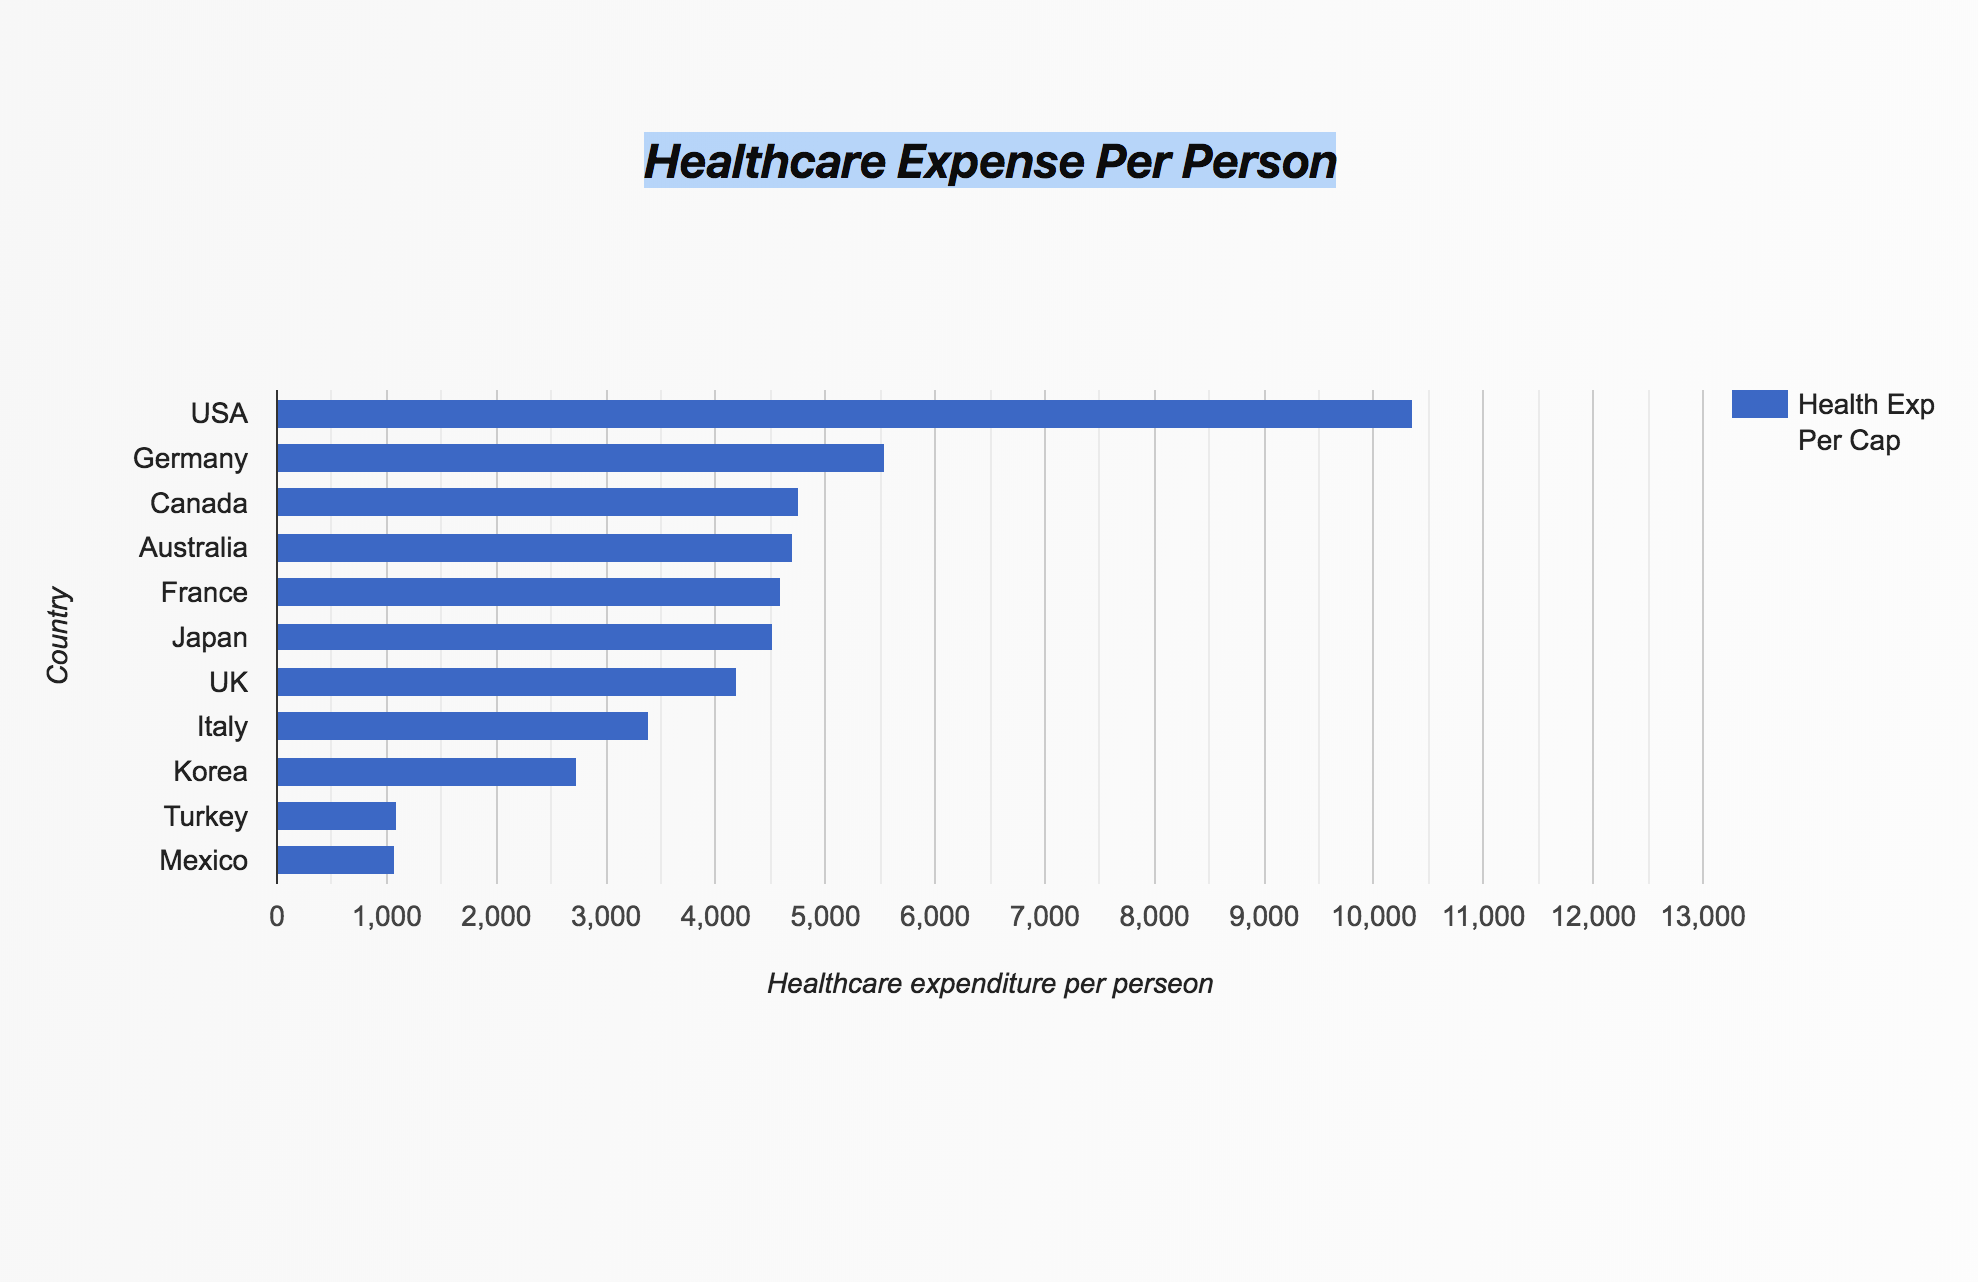 Healthcare Expense Per Person
USA
Germany
Canada
Australia
France
Japan
UK
Italy
Korea
Turkey
Mexico
Country
Health Exp
Per Cap
0 1,000 2,000 3,000 4,000 5,000 6,000 7,000 8,000 9,000 10,000 11,000 12,000 13,000
Healthcare expenditure per perseon